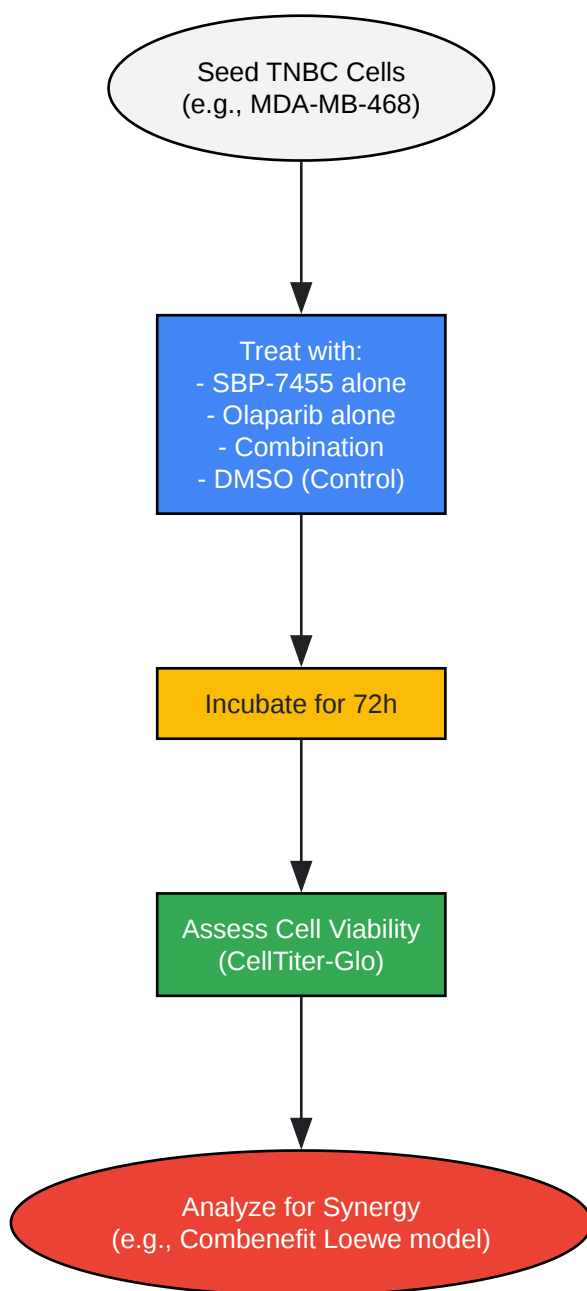 Seed TNBC Cells
(e.g., MDA-MB-468)
Treat with:
- SBP-7455 alone
- Olaparib alone
- Combination
- DMSO (Control)
Incubate for 72h
Assess Cell Viability
(CellTiter-Glo)
Analyze for Synergy
(e.g., Combenefit Loewe model)